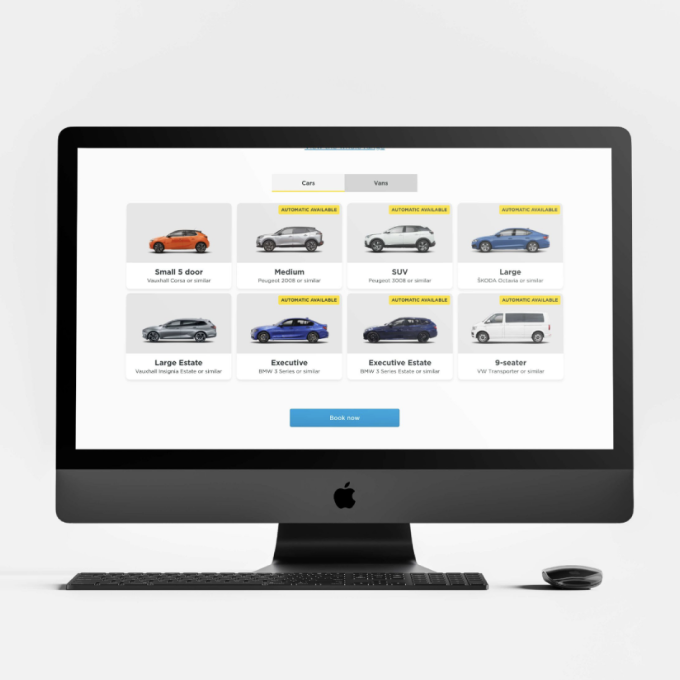 Cars
Vans
AUTOMATIC AVAILABLE
AUTOMATIC AVAILABLE
AUTOMATIC AVAILABLE
Small 5 door
Vauxhall Corsa or similar
Medium
Peugeot 2008 or similar
SUV
Peugeot 3008 or similar
Large
ŠKODA Octavia or similar
AUTOMATIC AVAILABLE
AUTOMATIC AVAILABLE
AUTOMATIC AVAILABLE
Large Estate
Vauxhall Insignia Estate or similar
Executive
BMW 3 Series or similar
Executive Estate
BMW 3 Series Estate or similar
9-seater
VW Transporter or similar
Book now